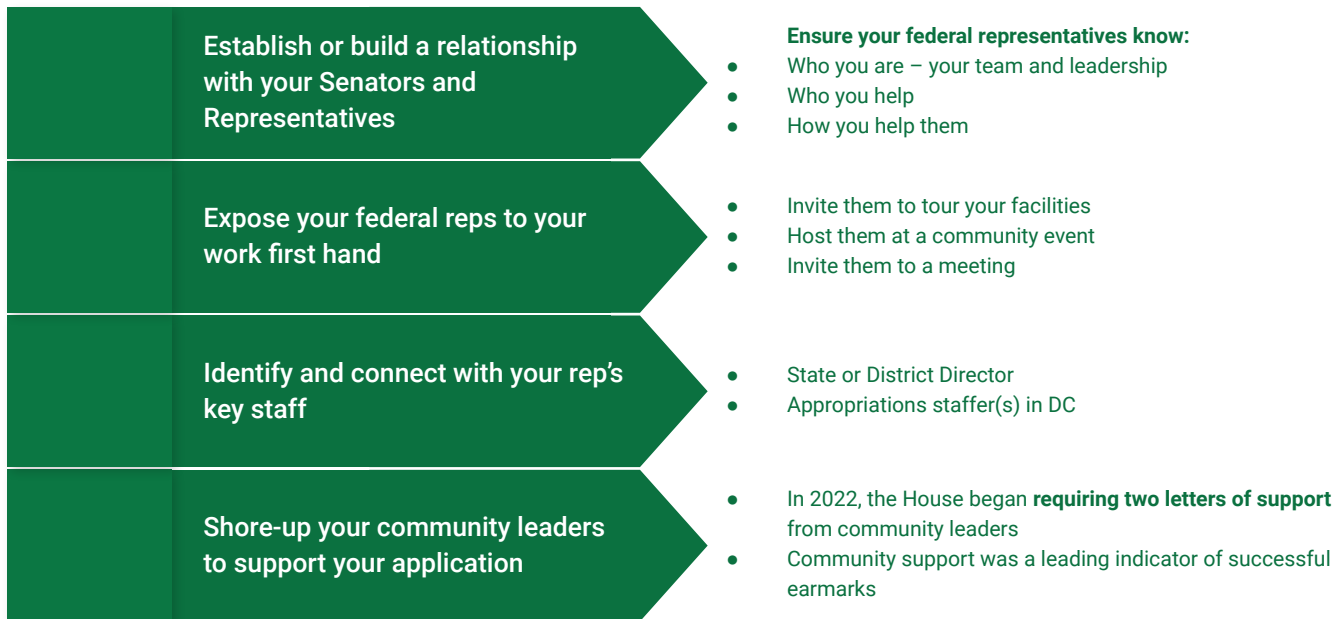 Establish or build a relationship
with your Senators and
Representatives
Ensure your federal representatives know:
● Who you are – your team and leadership
● Who you help
● How you help them
Expose your federal reps to your
work first hand
● Invite them to tour your facilities
● Host them at a community event
● Invite them to a meeting
Identify and connect with your rep's
key staff
● State or District Director
● Appropriations staffer(s) in DC
Shore-up your community leaders
to support your application
● In 2022, the House began requiring two letters of support
from community leaders
● Community support was a leading indicator of successful
earmarks